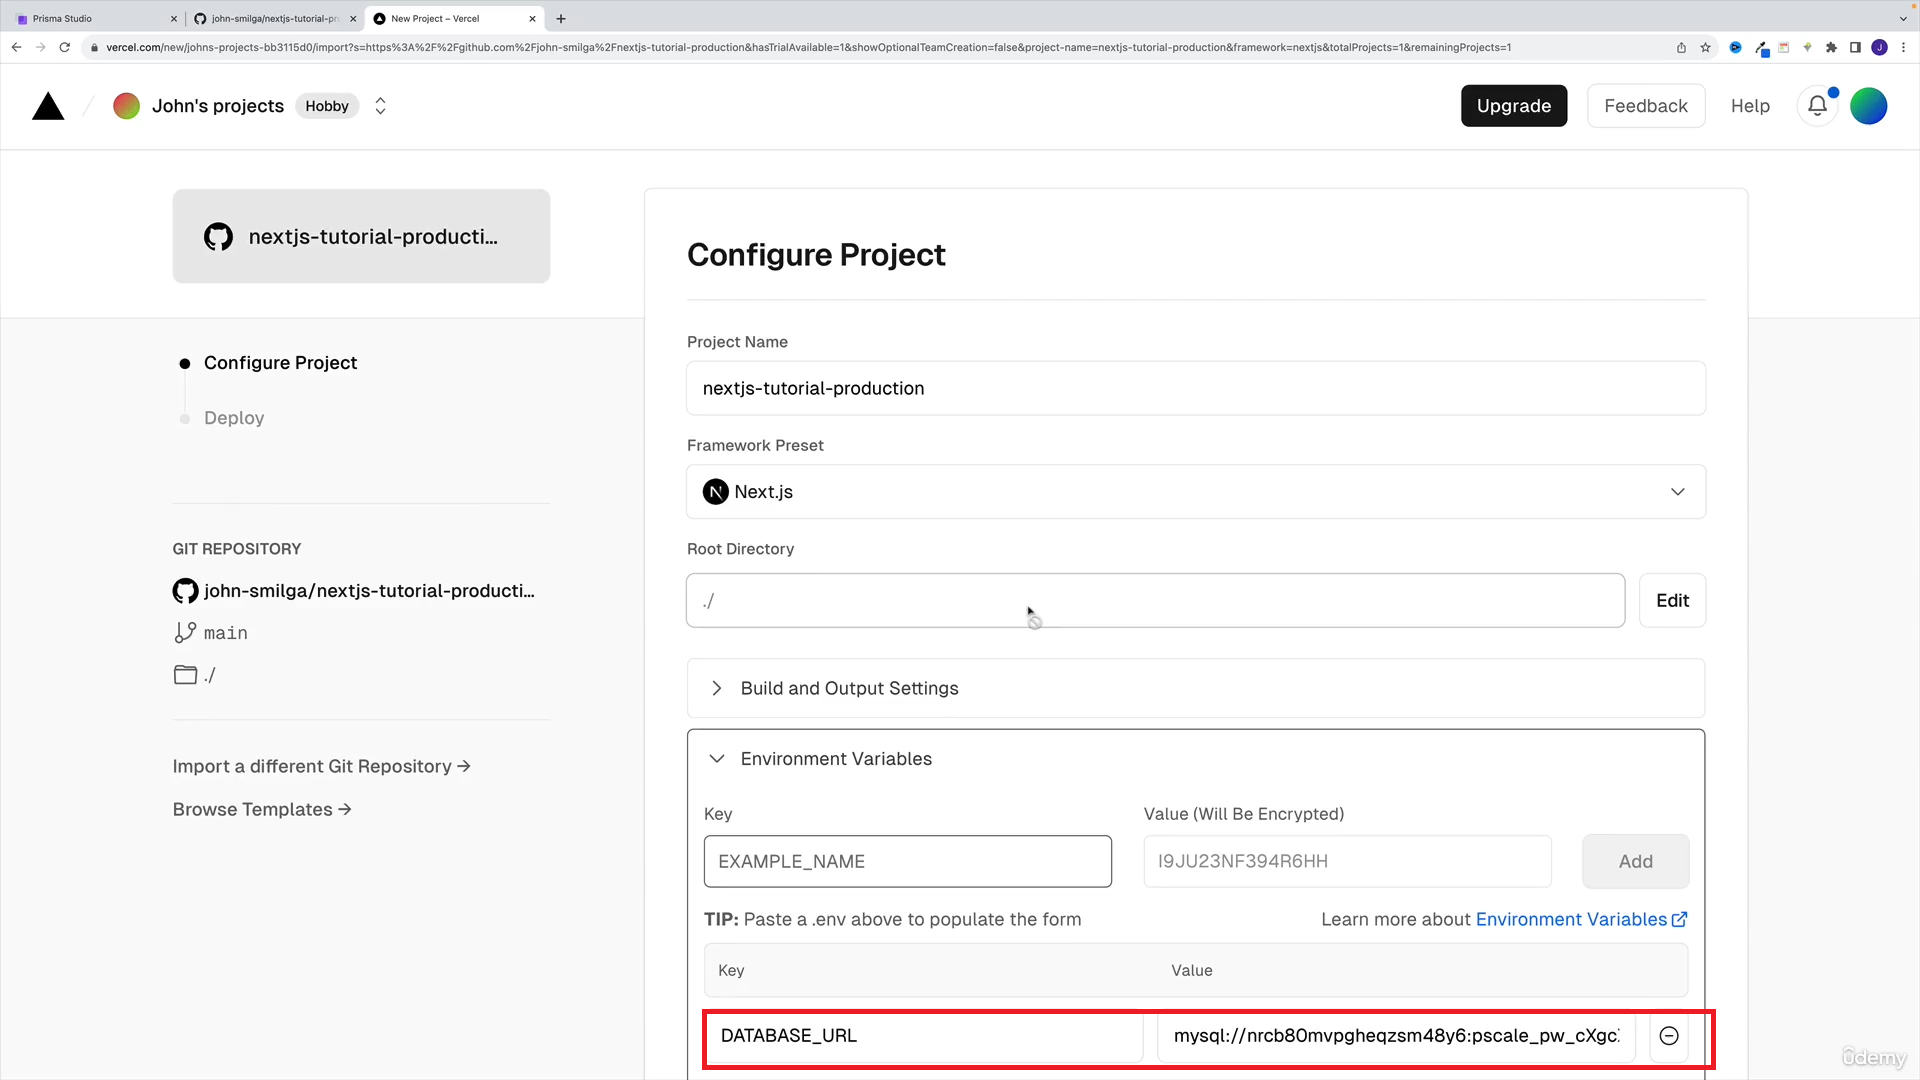 Prisma Studio
john-smilga/nextjs-tutorial-pr
New Project – Vercel
vercel.com/new/johns-projects-bb3115d0/import?s=https%3A%2F%2Fgithub.com%2Fjohn-smilga%2Fnextjs-tutorial-production&hasTrialAvailable=1&showOptionalTeamCreation=false&project-name=nextjs-tutorial-production&framework=nextjs&totalProjects=1&remainingProjects=1
J
John's projects
Hobby
Upgrade
Feedback
Help
nextjs-tutorial-producti...
Configure Project
Deploy
GIT REPOSITORY
john-smilga/nextjs-tutorial-producti...
main
./
Import a different Git Repository →
Browse Templates →
Configure Project
Project Name
nextjs-tutorial-production
Framework Preset
N Next.js
Root Directory
./
Edit
Build and Output Settings
Environment Variables
Key
Value (Will Be Encrypted)
EXAMPLE_NAME
I9JU23NF394R6HH
Add
TIP: Paste a .env above to populate the form
Learn more about Environment Variables
Key
Value
DATABASE_URL
mysql://nrcb80mvpgheqzsm48y6:pscale_pw_cXgc
udemy